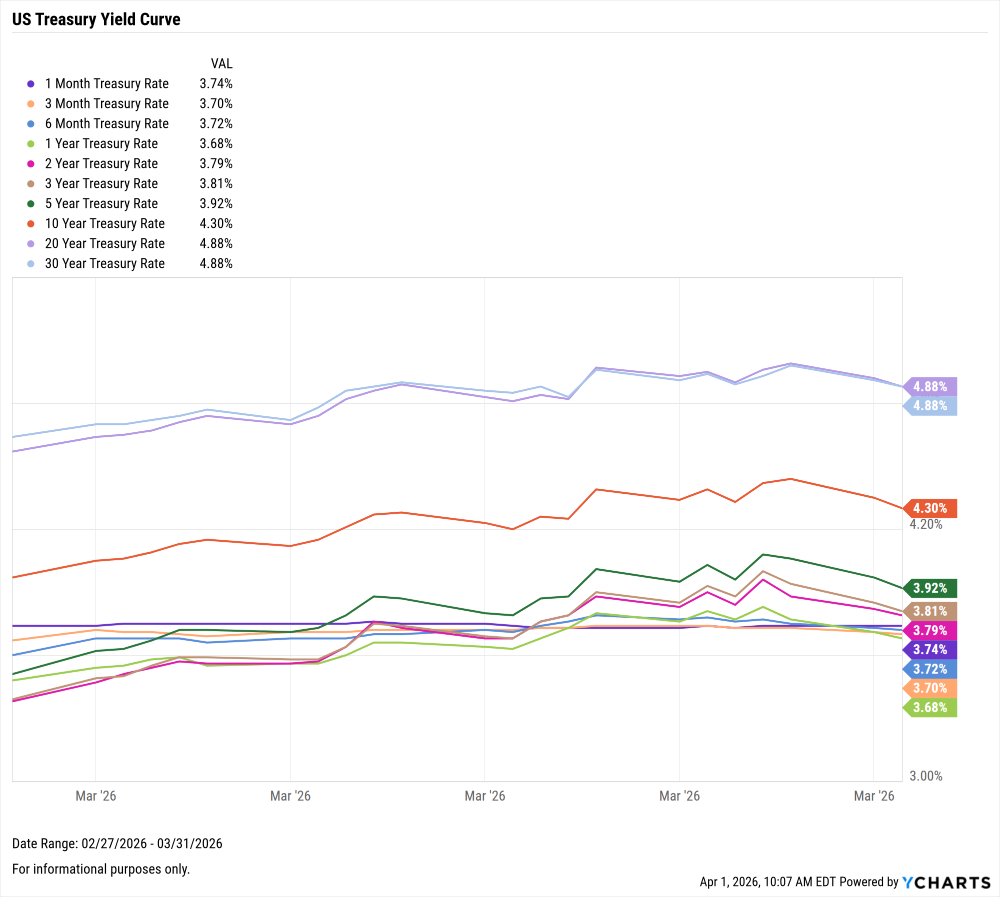 US Treasury Yield Curve
VAL
1 Month Treasury Rate 3.74%
3 Month Treasury Rate 3.70%
6 Month Treasury Rate 3.72%
1 Year Treasury Rate 3.68%
2 Year Treasury Rate 3.79%
3 Year Treasury Rate 3.81%
5 Year Treasury Rate 3.92%
10 Year Treasury Rate 4.30%
20 Year Treasury Rate 4.88%
30 Year Treasury Rate 4.88%
4.88%
4.88%
4.30%
4.20%
3.92%
3.81%
3.79%
3.74%
3.72%
3.70%
3.68%
3.00%
Mar '26 Mar '26 Mar '26 Mar '26 Mar '26
Date Range: 02/27/2026 - 03/31/2026
For informational purposes only.
Apr 1, 2026, 10:07 AM EDT Powered by YCHARTS